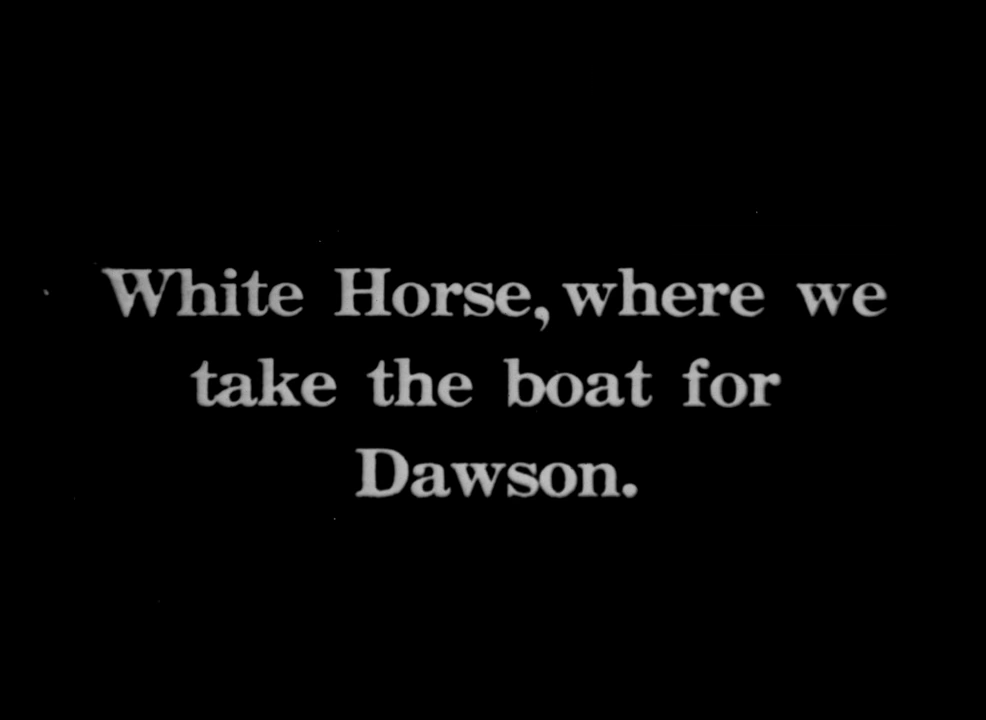 White Horse, where we
take the boat for
Dawson.